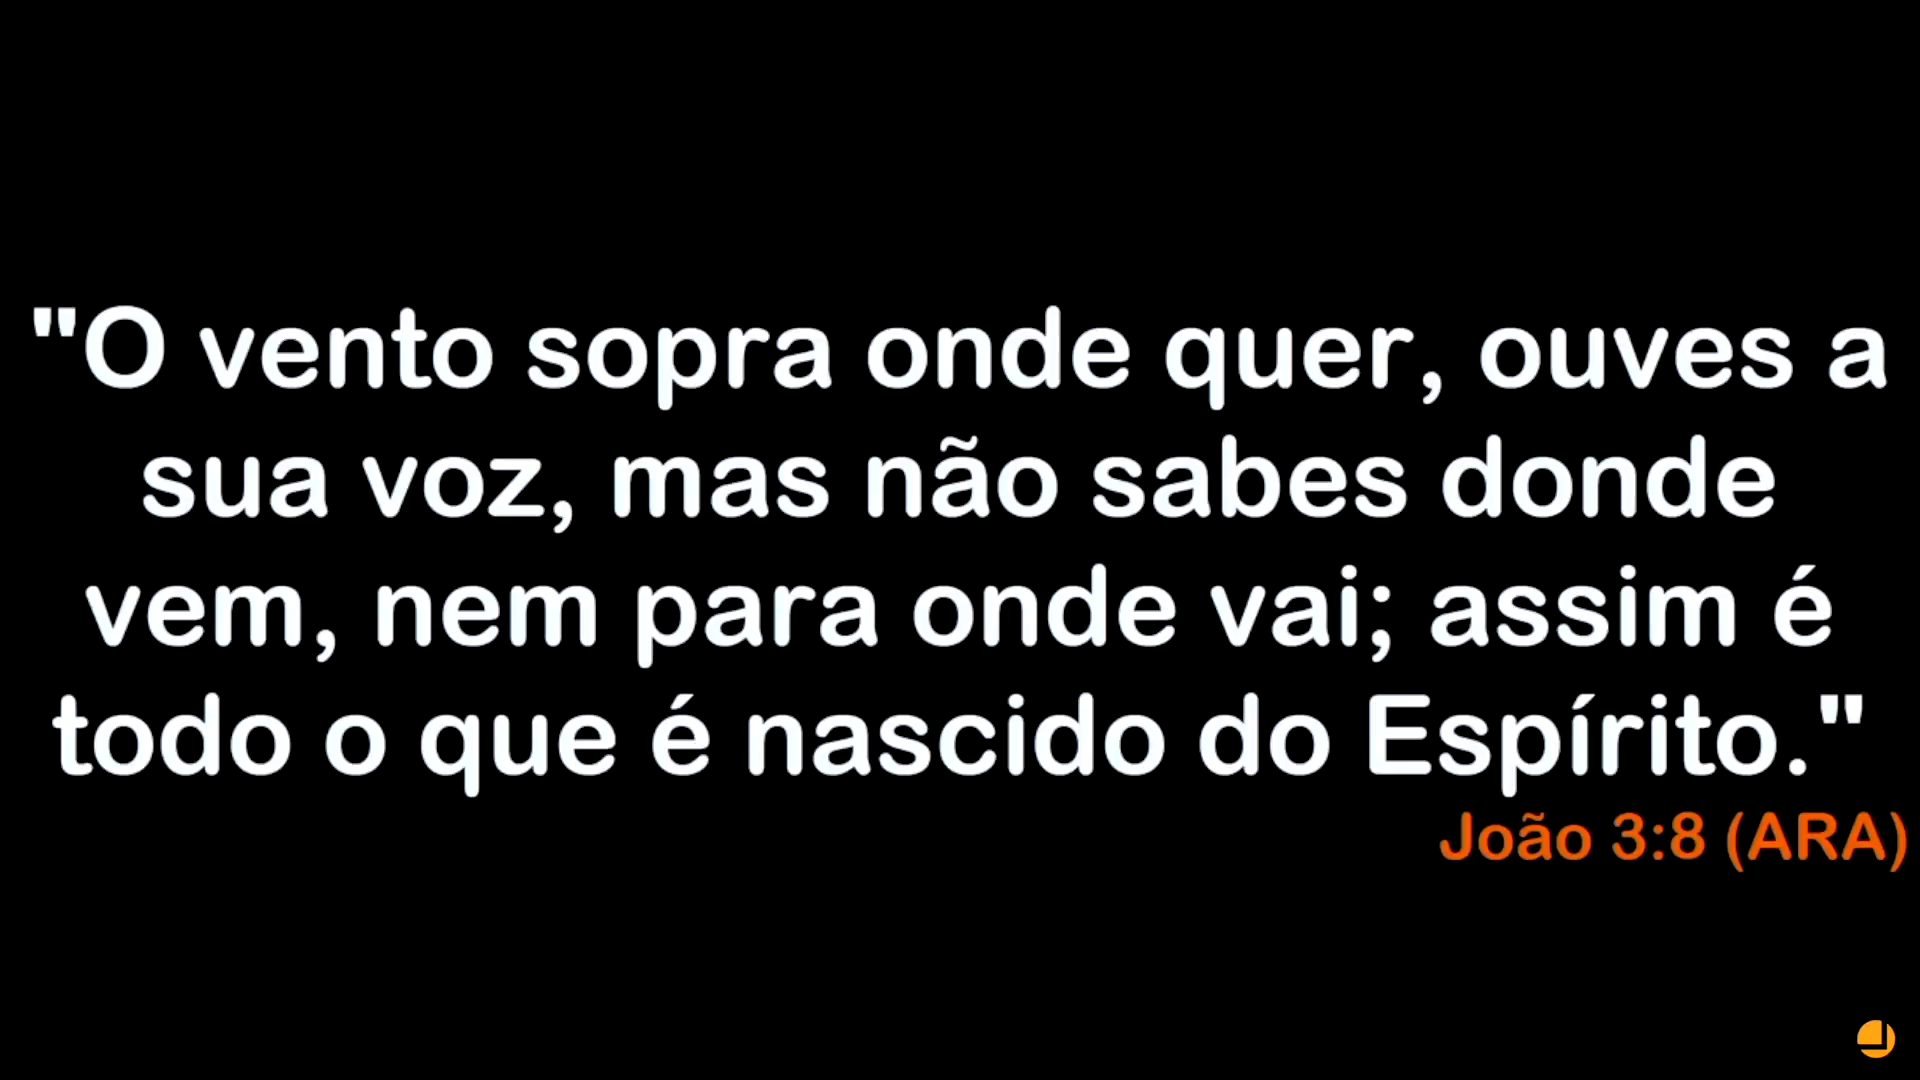 "O vento sopra onde quer, ouves a
sua voz, mas não sabes donde
vem, nem para onde vai; assim é
todo o que é nascido do Espírito."
João 3:8 (ARA)